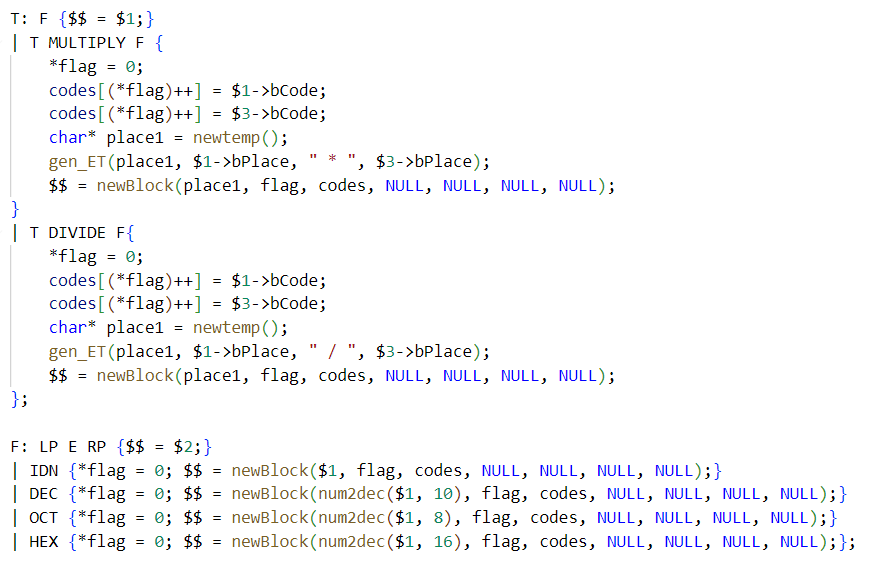 T: F {$$ = $1;}
| T MULTIPLY F {
    *flag = 0;
    codes[(*flag)++] = $1->bCode;
    codes[(*flag)++] = $3->bCode;
    char* place1 = newtemp();
    gen_ET(place1, $1->bPlace, " * ", $3->bPlace);
    $$ = newBlock(place1, flag, codes, NULL, NULL, NULL, NULL);
}
| T DIVIDE F{
    *flag = 0;
    codes[(*flag)++] = $1->bCode;
    codes[(*flag)++] = $3->bCode;
    char* place1 = newtemp();
    gen_ET(place1, $1->bPlace, " / ", $3->bPlace);
    $$ = newBlock(place1, flag, codes, NULL, NULL, NULL, NULL);
};
F: LP E RP {$$ = $2;}
| IDN {*flag = 0; $$ = newBlock($1, flag, codes, NULL, NULL, NULL, NULL);}
| DEC {*flag = 0; $$ = newBlock(num2dec($1, 10), flag, codes, NULL, NULL, NULL, NULL);}
| OCT {*flag = 0; $$ = newBlock(num2dec($1, 8), flag, codes, NULL, NULL, NULL, NULL);}
| HEX {*flag = 0; $$ = newBlock(num2dec($1, 16), flag, codes, NULL, NULL, NULL, NULL);};